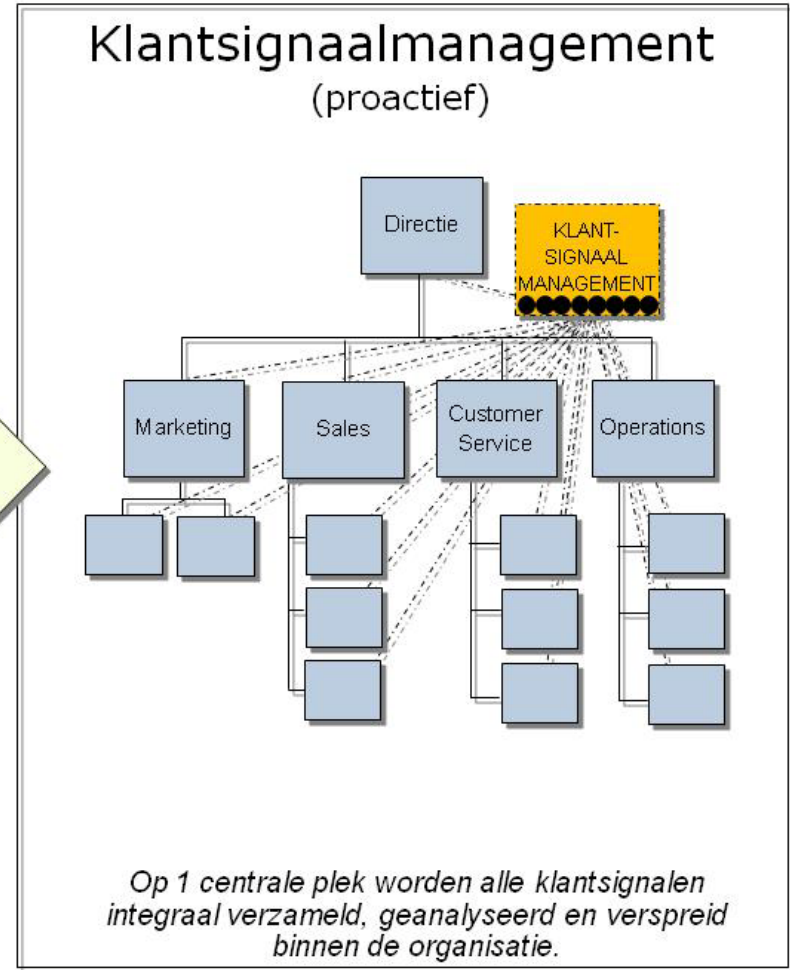 Klantsignaalmanagement
(proactief)
Directie
KLANT-
SIGNAAL
MANAGEMENT
Marketing
Sales
Customer
Service
Operations
Op 1 centrale plek worden alle klantsignalen
integraal verzameld, geanalyseerd en verspreid
binnen de organisatie.